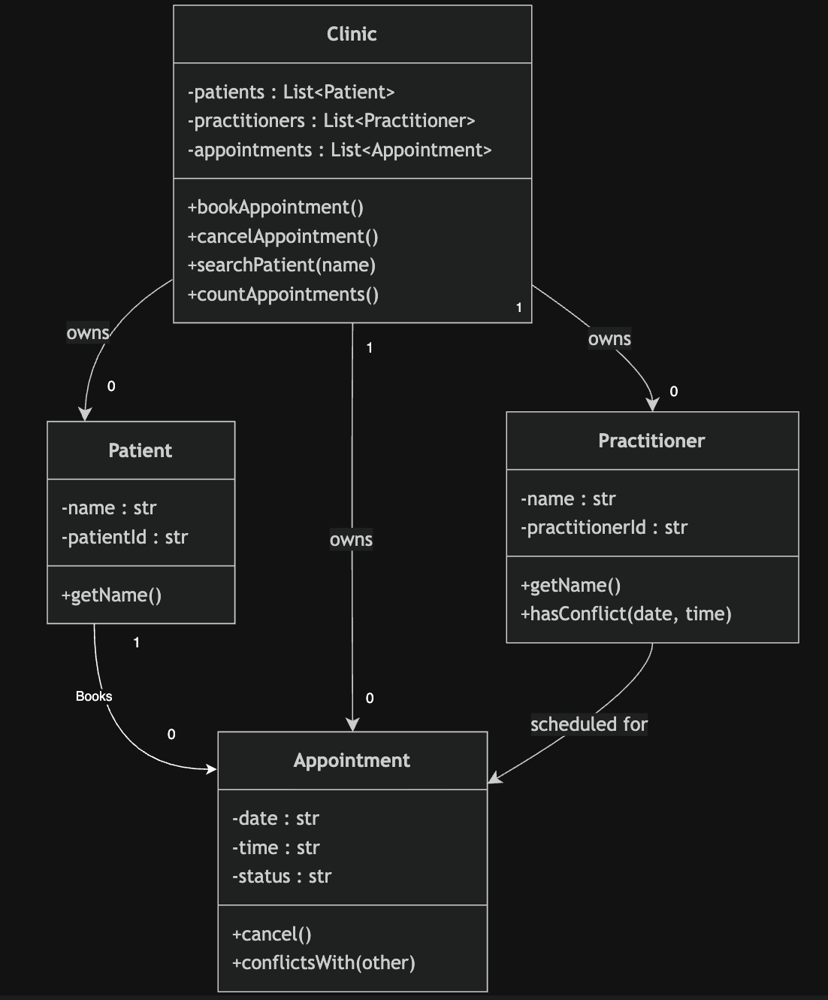 Clinic
-patients : List<Patient>
-practitioners : List<Practitioner>
-appointments : List<Appointment>
+bookAppointment()
+cancelAppointment()
+searchPatient(name)
+countAppointments()
1
owns
1
owns
0
0
Patient
-name : str
-patientId : str
+getName()
Practitioner
-name : str
-practitionerId : str
+getName()
+hasConflict(date, time)
owns
1
Books
0
0
scheduled for
Appointment
-date : str
-time : str
-status : str
+cancel()
+conflictsWith(other)